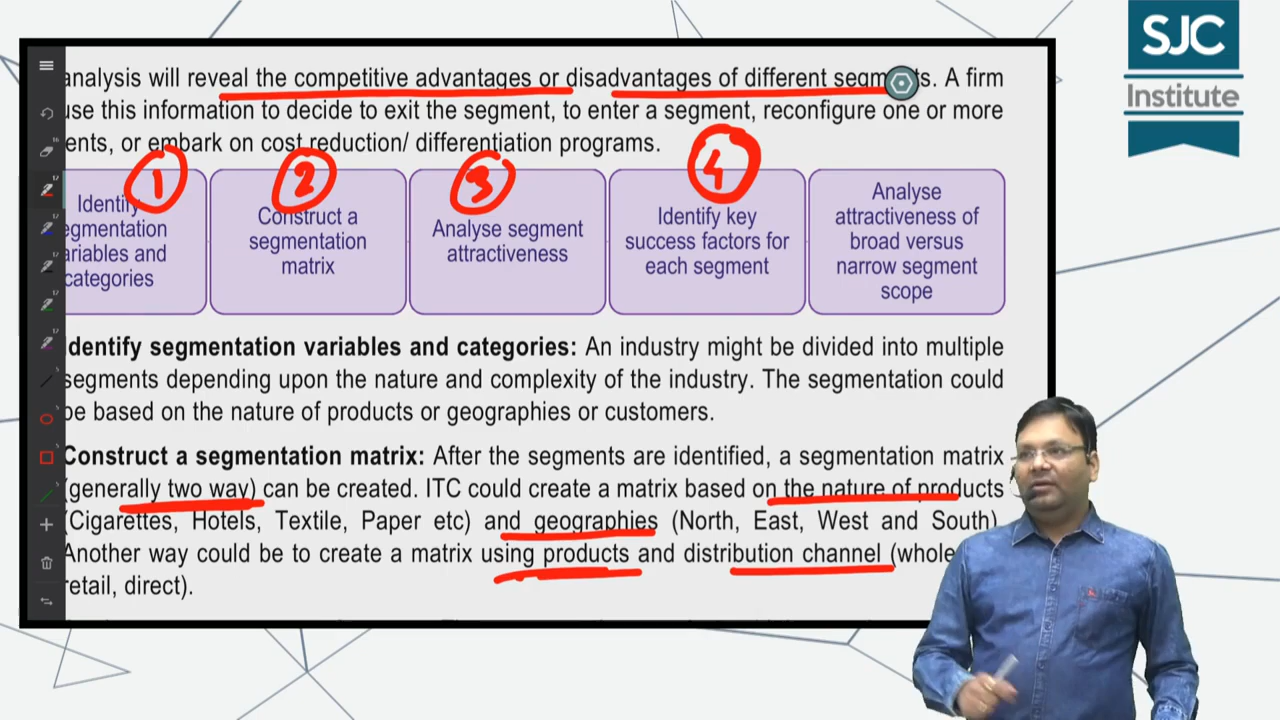 SJC
Institute
analysis will reveal the competitive advantages or disadvantages of different segments. A firm
use this information to decide to exit the segment, to enter a segment, reconfigure one or more
ents, or embark on cost reduction/ differentiation programs.
1
2
3
4
Identify
egmentation
ariables and
categories
Construct a
segmentation
matrix
Analyse segment
attractiveness
Identify key
success factors for
each segment
Analyse
attractiveness of
broad versus
narrow segment
scope
Identify segmentation variables and categories: An industry might be divided into multiple
segments depending upon the nature and complexity of the industry. The segmentation could
be based on the nature of products or geographies or customers.
Construct a segmentation matrix: After the segments are identified, a segmentation matrix
(generally two way) can be created. ITC could create a matrix based on the nature of products
(Cigarettes, Hotels, Textile, Paper etc) and geographies (North, East, West and South)
Another way could be to create a matrix using products and distribution channel (whole
retail, direct).